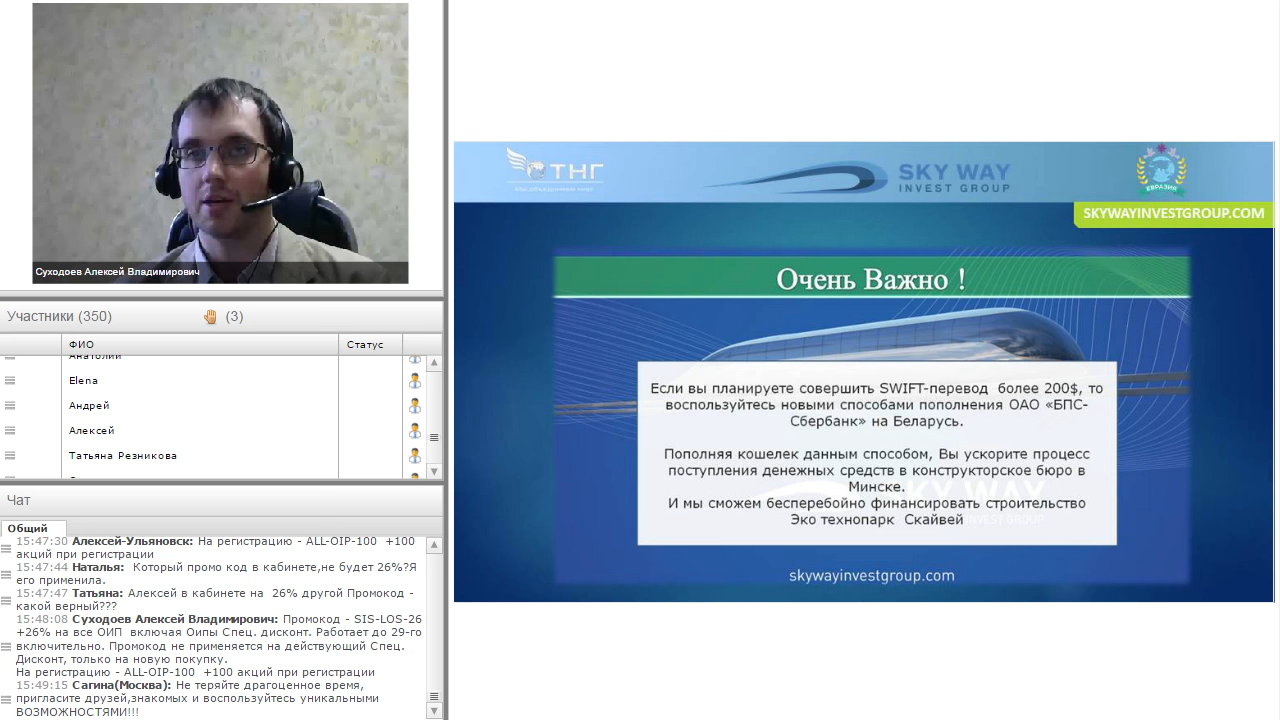 Суходоев Алексей Владимирович
Участники (350)
(3)
ФИО
Статус
Анатолий
Elena
Андрей
Алексей
Татьяна Резникова
Чат
Общий
15:47:30 Алексей-Ульяновск: На регистрацию - ALL-OIP-100 +100
акций при регистрации
15:47:44 Наталья: Который промо код в кабинете,не будет 26%?Я
его применила.
15:47:47 Татьяна: Алексей в кабинете на 26% другой Промокод -
какой верный???
15:48:08 Суходоев Алексей Владимирович: Промокод - SIS-LOS-26
+26% на все ОИП включая Оипы Спец. дисконт. Работает до 29-го
включительно. Промокод не применяется на действующий Спец.
Дисконт, только на новую покупку.
На регистрацию - ALL-OIP-100 +100 акций при регистрации
15:49:15 Сагина(Москва): Не теряйте драгоценное время,
пригласите друзей,знакомых и воспользуйтесь уникальными
ВОЗМОЖНОСТЯМИ!!!
ТНГ
SKY WAY
INVEST GROUP
ЕВРАЗИЯ
SKYWAYINVESTGROUP.COM
Очень Важно !
Если вы планируете совершить SWIFT-перевод более 200$, то
воспользуйтесь новыми способами пополнения ОАО «БПС-
Сбербанк» на Беларусь.
Пополняя кошелек данным способом, Вы ускорите процесс
поступления денежных средств в конструкторское бюро в
Минске.
И мы сможем бесперебойно финансировать строительство
Эко технопарк Скайвей
skywayinvestgroup.com